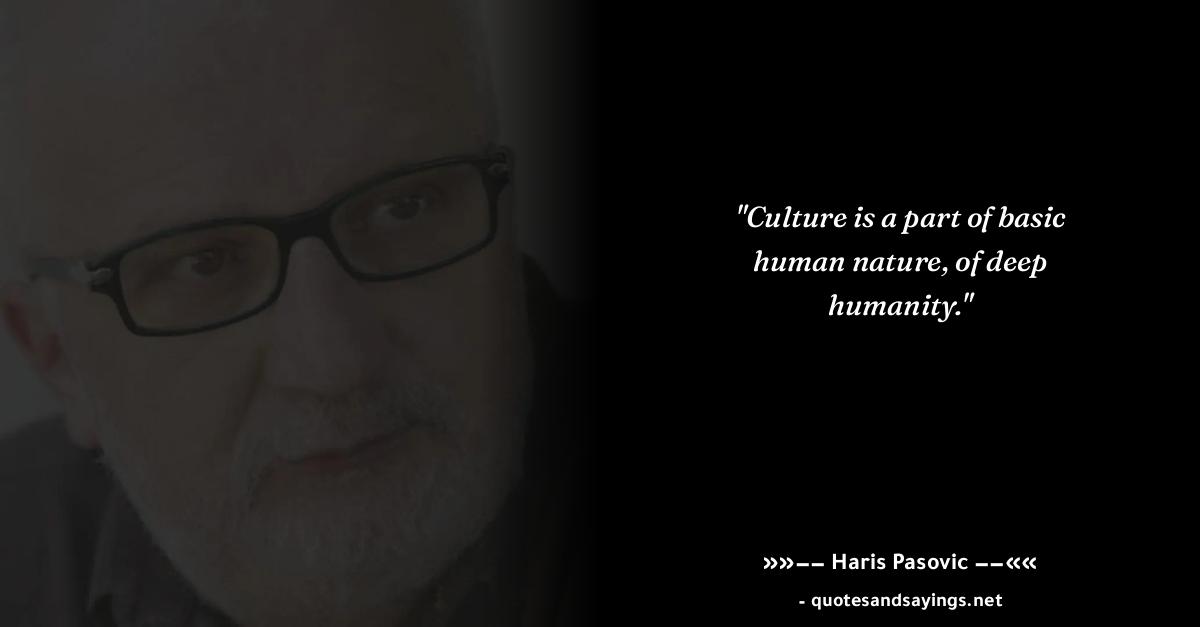 "Culture is a part of basic
human nature, of deep
humanity."
»»—— Haris Pasovic ——««
- quotesandsayings.net